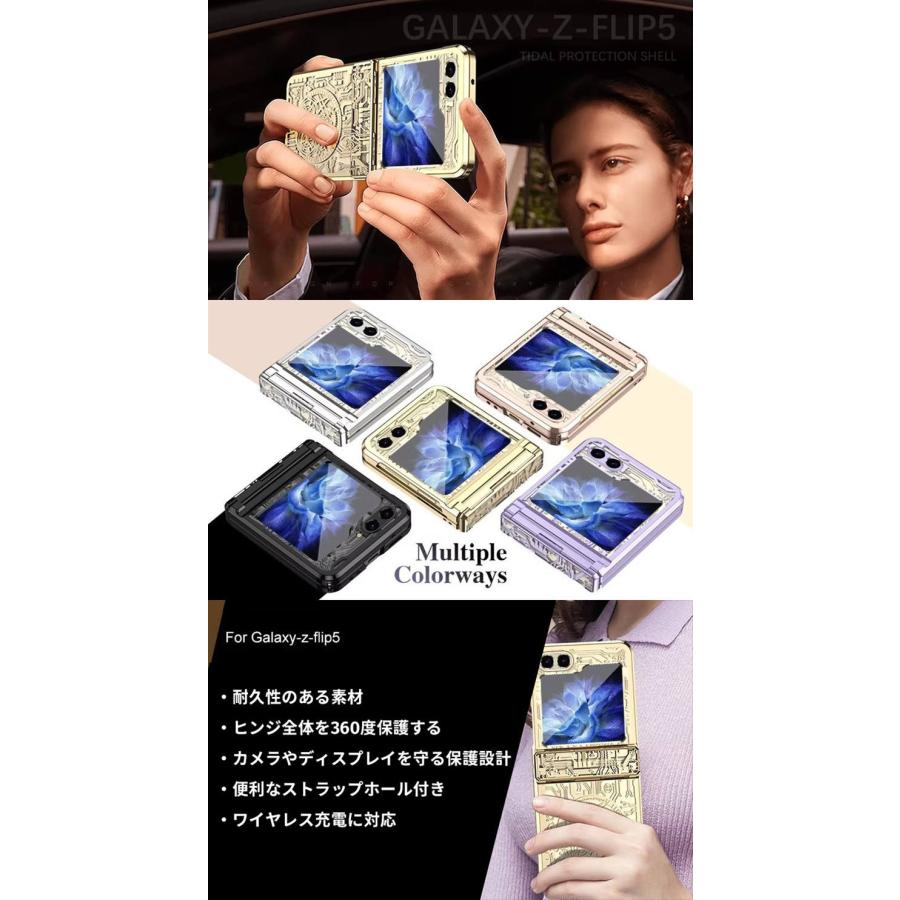 GALAXY-Z-FLIP5
TIDAL PROTECTION SHELL
Multiple
Colorways
For Galaxy-z-flip5
・耐久性のある素材
・ヒンジ全体を360度保護する
・カメラやディスプレイを守る保護設計
・便利なストラップホール付き
・ワイヤレス充電に対応